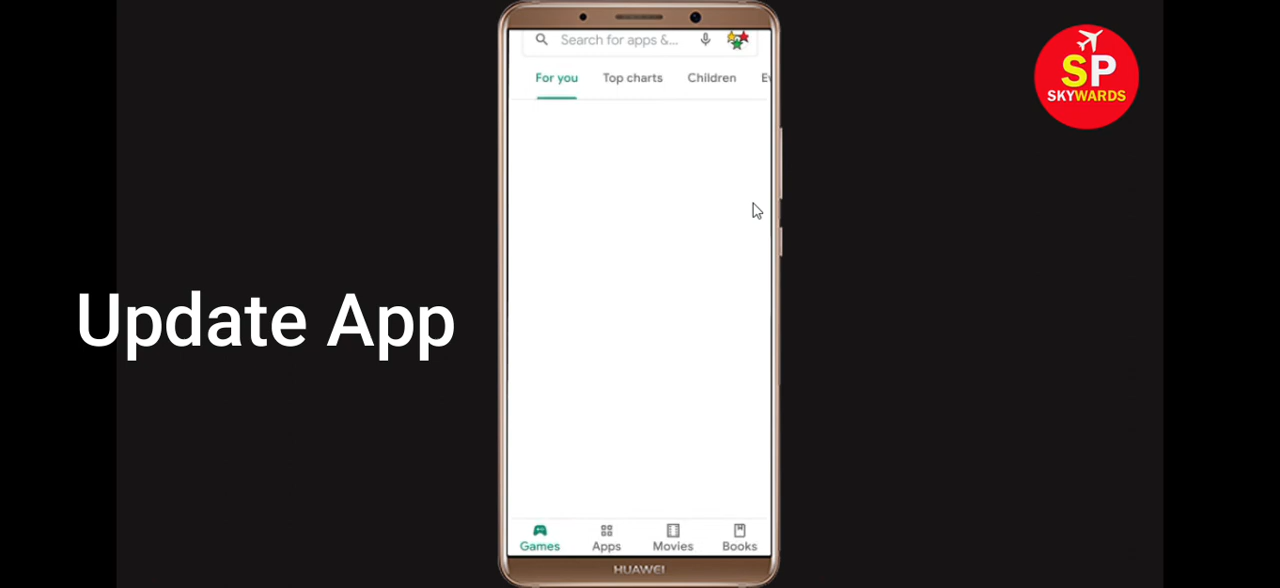 Search for apps &...
For you Top charts Children
Update App
Games Apps Movies Books
HUAWEI
SP
SKYWARDS